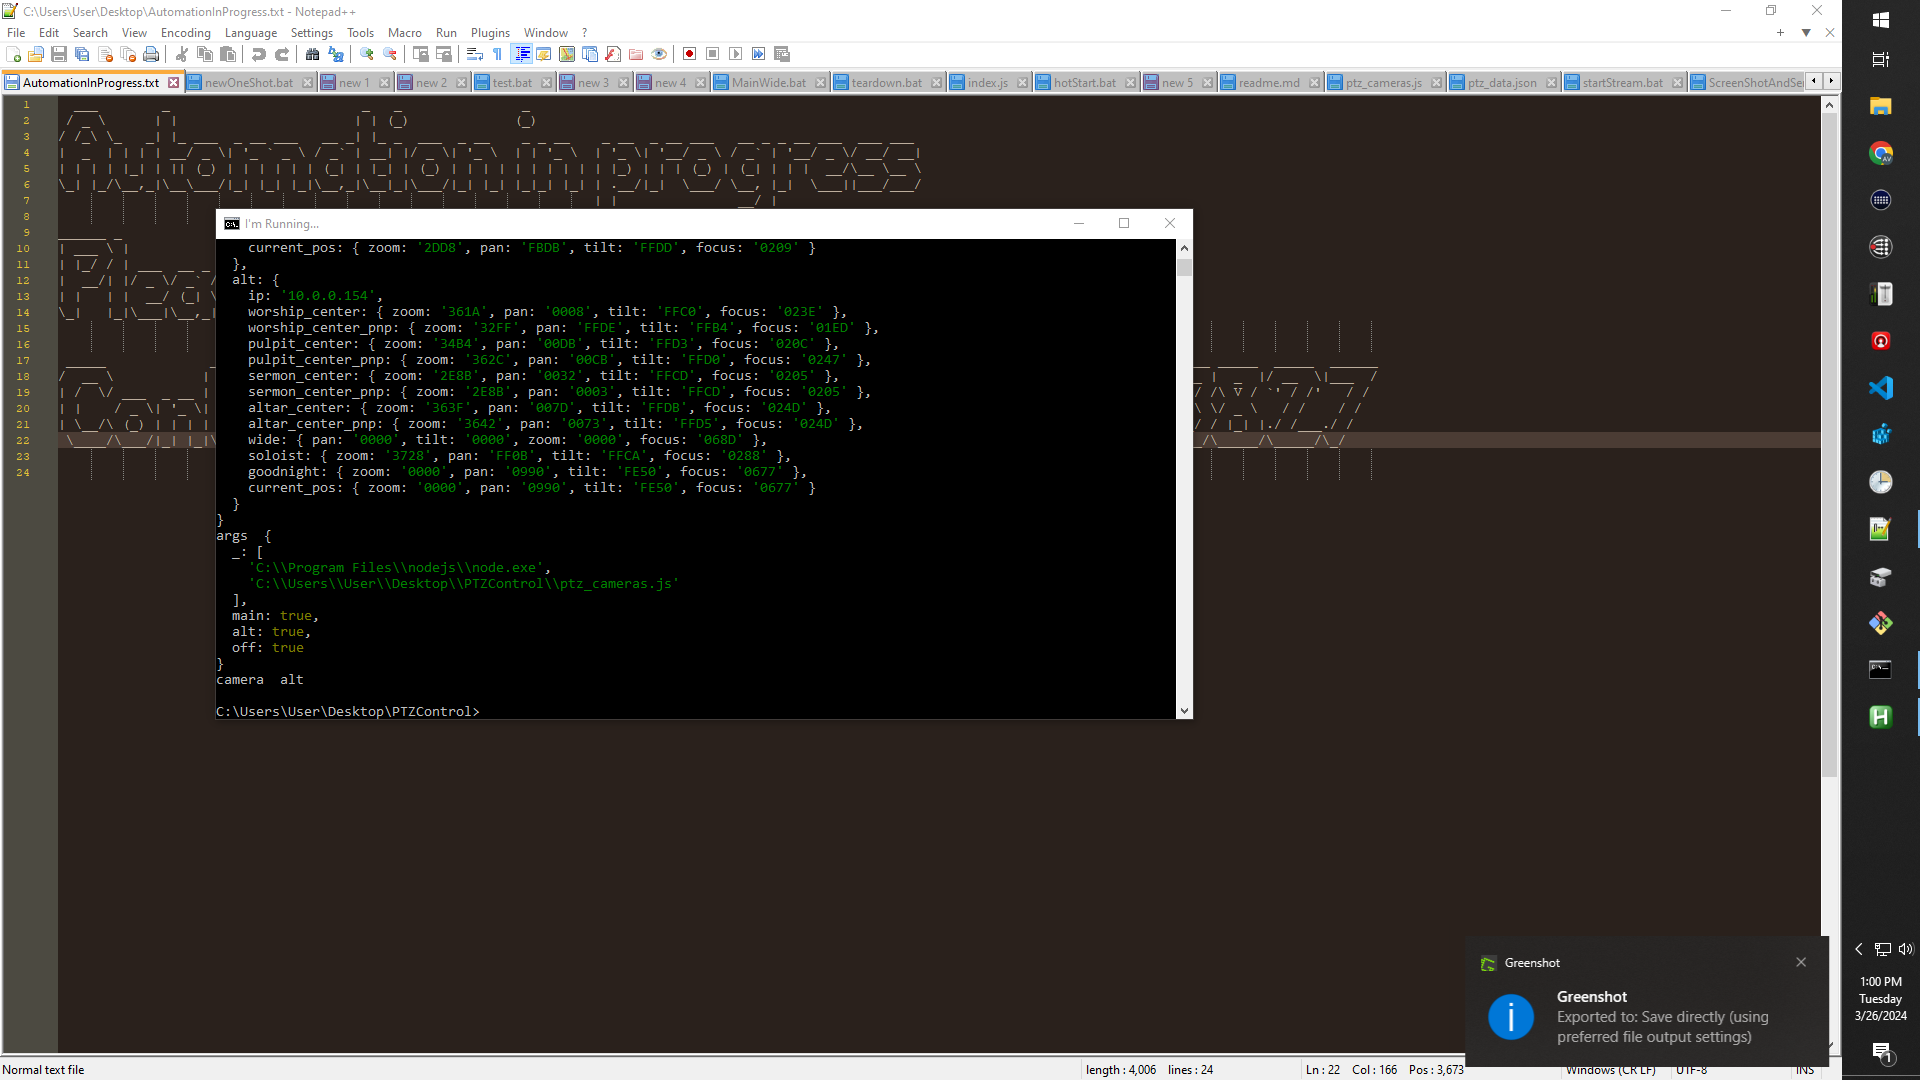 C:\Users\User\Desktop\AutomationInProgress.txt - Notepad++
File Edit Search View Encoding Language Settings Tools Macro Run Plugins Window ?
AutomationInProgress.txt newOneShot.bat new 1 new 2 test.bat new 3 new 4 MainWide.bat teardown.bat index.js hotStart.bat new 5 readme.md ptz_cameras.js ptz_data.json startStream.bat ScreenShotAndSe
1
2
3
4
5
6
7
8
9
10
11
12
13
14
15
16
17
18
19
20
21
22
23
24
Automation in progress
I'm Running...
current_pos: { zoom: '2DD8', pan: 'FBDB', tilt: 'FFDD', focus: '0209' }
},
alt: {
ip: '10.0.0.154',
worship_center: { zoom: '361A', pan: '0008', tilt: 'FFC0', focus: '023E' },
worship_center_pnp: { zoom: '32FF', pan: 'FFDE', tilt: 'FFB4', focus: '01ED' },
pulpit_center: { zoom: '34B4', pan: '00DB', tilt: 'FFD3', focus: '020C' },
pulpit_center_pnp: { zoom: '362C', pan: '00CB', tilt: 'FFD0', focus: '0247' },
sermon_center: { zoom: '2E8B', pan: '0032', tilt: 'FFCD', focus: '0205' },
sermon_center_pnp: { zoom: '2E8B', pan: '0003', tilt: 'FFCD', focus: '0205' },
altar_center: { zoom: '363F', pan: '007D', tilt: 'FFDB', focus: '024D' },
altar_center_pnp: { zoom: '3642', pan: '0073', tilt: 'FFD5', focus: '024D' },
wide: { pan: '0000', tilt: '0000', zoom: '0000', focus: '068D' },
soloist: { zoom: '3728', pan: 'FF0B', tilt: 'FFCA', focus: '0288' },
goodnight: { zoom: '0000', pan: '0990', tilt: 'FE50', focus: '0677' },
current_pos: { zoom: '0000', pan: '0990', tilt: 'FE50', focus: '0677' }
}
}
args {
_: [
'C:\\Program Files\\nodejs\\node.exe',
'C:\\Users\\User\\Desktop\\PTZControl\\ptz_cameras.js'
],
main: true,
alt: true,
off: true
}
camera alt
C:\Users\User\Desktop\PTZControl>
Greenshot
Greenshot
Exported to: Save directly (using
preferred file output settings)
1:00 PM
Tuesday
3/26/2024
1
Normal text file length : 4,006 lines : 24 Ln : 22 Col : 166 Pos : 3,673 Windows (CR LF) UTF-8 INS